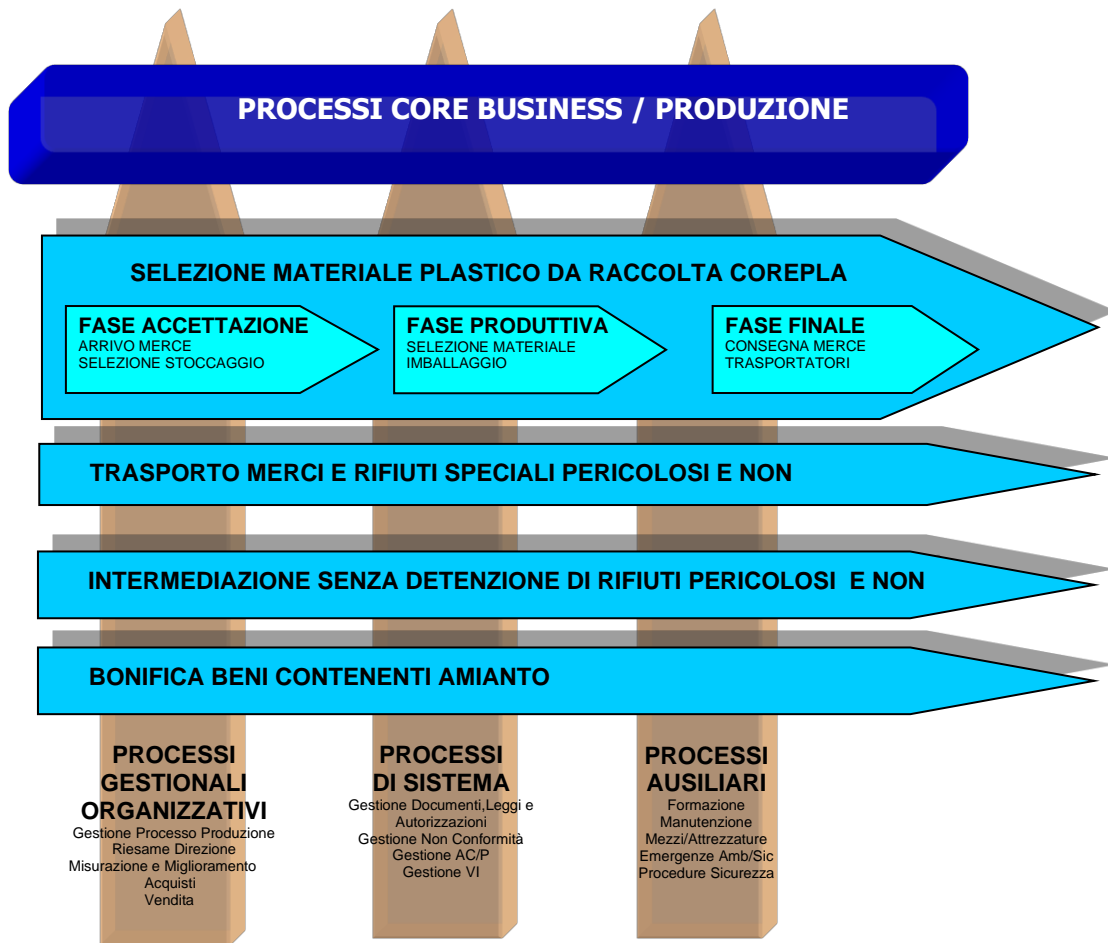 PROCESSI CORE BUSINESS / PRODUZIONE
SELEZIONE MATERIALE PLASTICO DA RACCOLTA COREPLA
FASE ACCETTAZIONE
ARRIVO MERCE
SELEZIONE STOCCAGGIO
FASE PRODUTTIVA
SELEZIONE MATERIALE
IMBALLAGGIO
FASE FINALE
CONSEGNA MERCE
TRASPORTATORI
TRASPORTO MERCI E RIFIUTI SPECIALI PERICOLOSI E NON
INTERMEDIAZIONE SENZA DETENZIONE DI RIFIUTI PERICOLOSI E NON
BONIFICA BENI CONTENENTI AMIANTO
PROCESSI
GESTIONALI
ORGANIZZATIVI
Gestione Processo Produzione
Riesame Direzione
Misurazione e Miglioramento
Acquisti
Vendita
PROCESSI
DI SISTEMA
Gestione Documenti,Leggi e
Autorizzazioni
Gestione Non Conformità
Gestione AC/P
Gestione VI
PROCESSI
AUSILIARI
Formazione
Manutenzione
Mezzi/Attrezzature
Emergenze Amb/Sic
Procedure Sicurezza